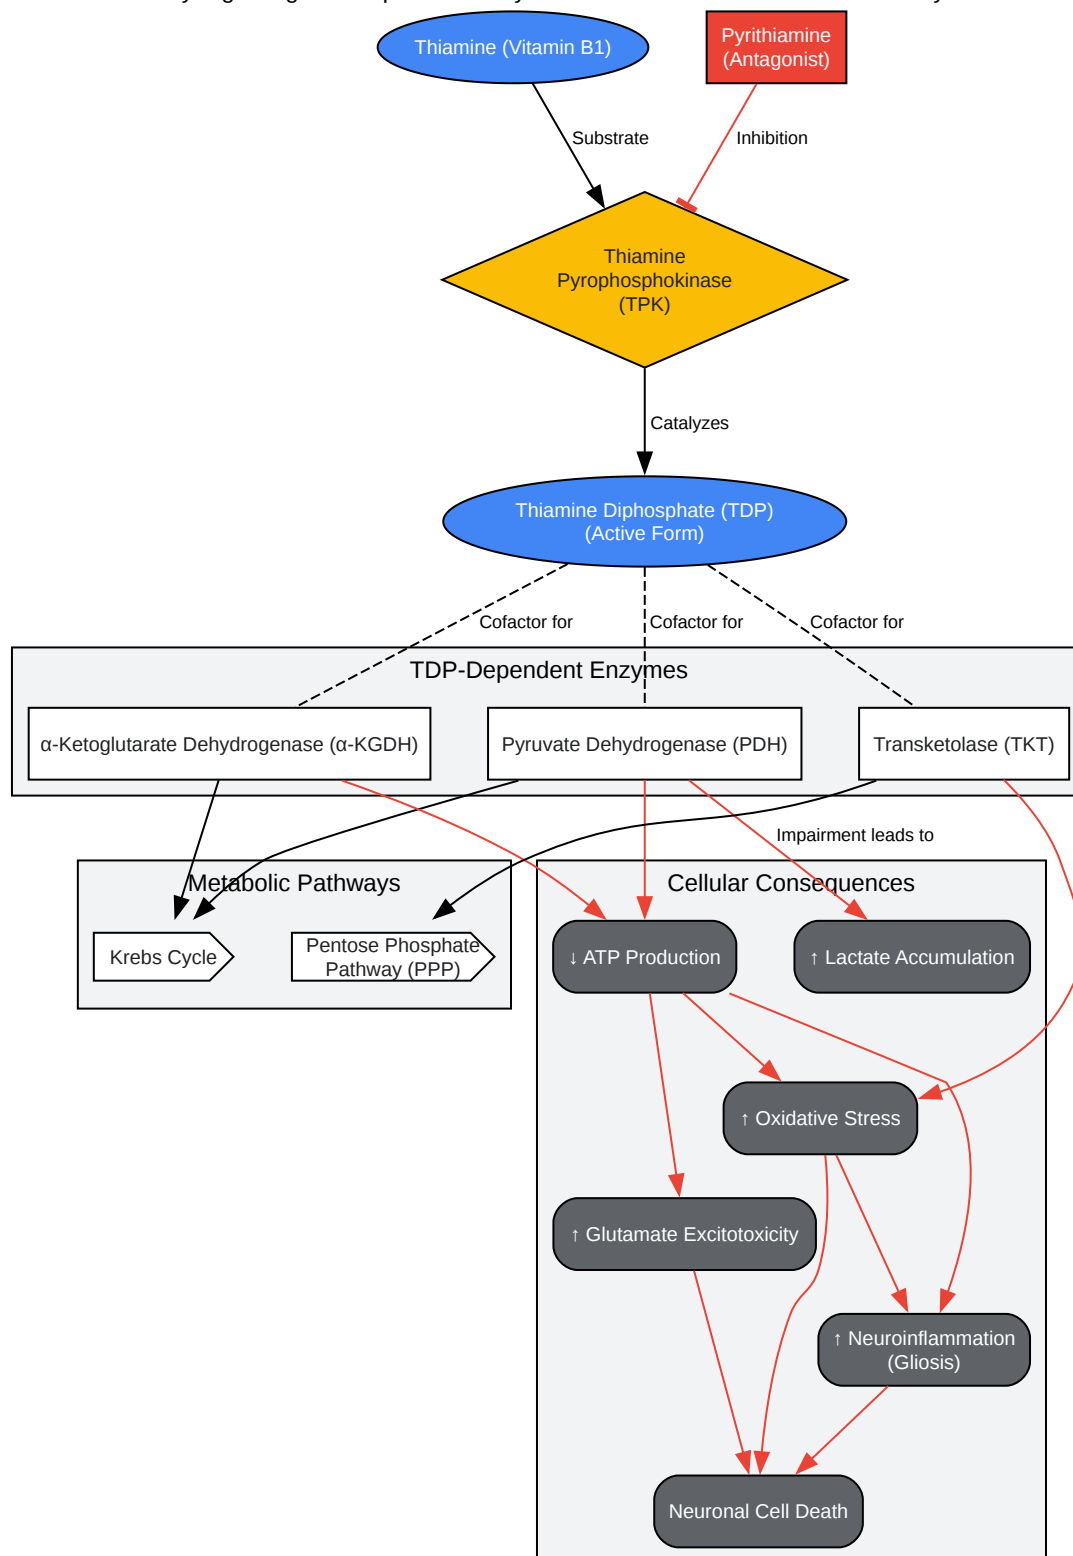 Thiamine (Vitamin B1)
Pyrithiamine
(Antagonist)
Substrate
Inhibition
Thiamine
Pyrophosphokinase
(TPK)
Catalyzes
Thiamine Diphosphate (TDP)
(Active Form)
Cofactor for
Cofactor for
Cofactor for
TDP-Dependent Enzymes
α-Ketoglutarate Dehydrogenase (α-KGDH)
Pyruvate Dehydrogenase (PDH)
Transketolase (TKT)
Impairment leads to
Metabolic Pathways
Cellular Consequences
Krebs Cycle
Pentose Phosphate
Pathway (PPP)
↓ ATP Production
↑ Lactate Accumulation
↑ Oxidative Stress
↑ Glutamate Excitotoxicity
↑ Neuroinflammation
(Gliosis)
Neuronal Cell Death